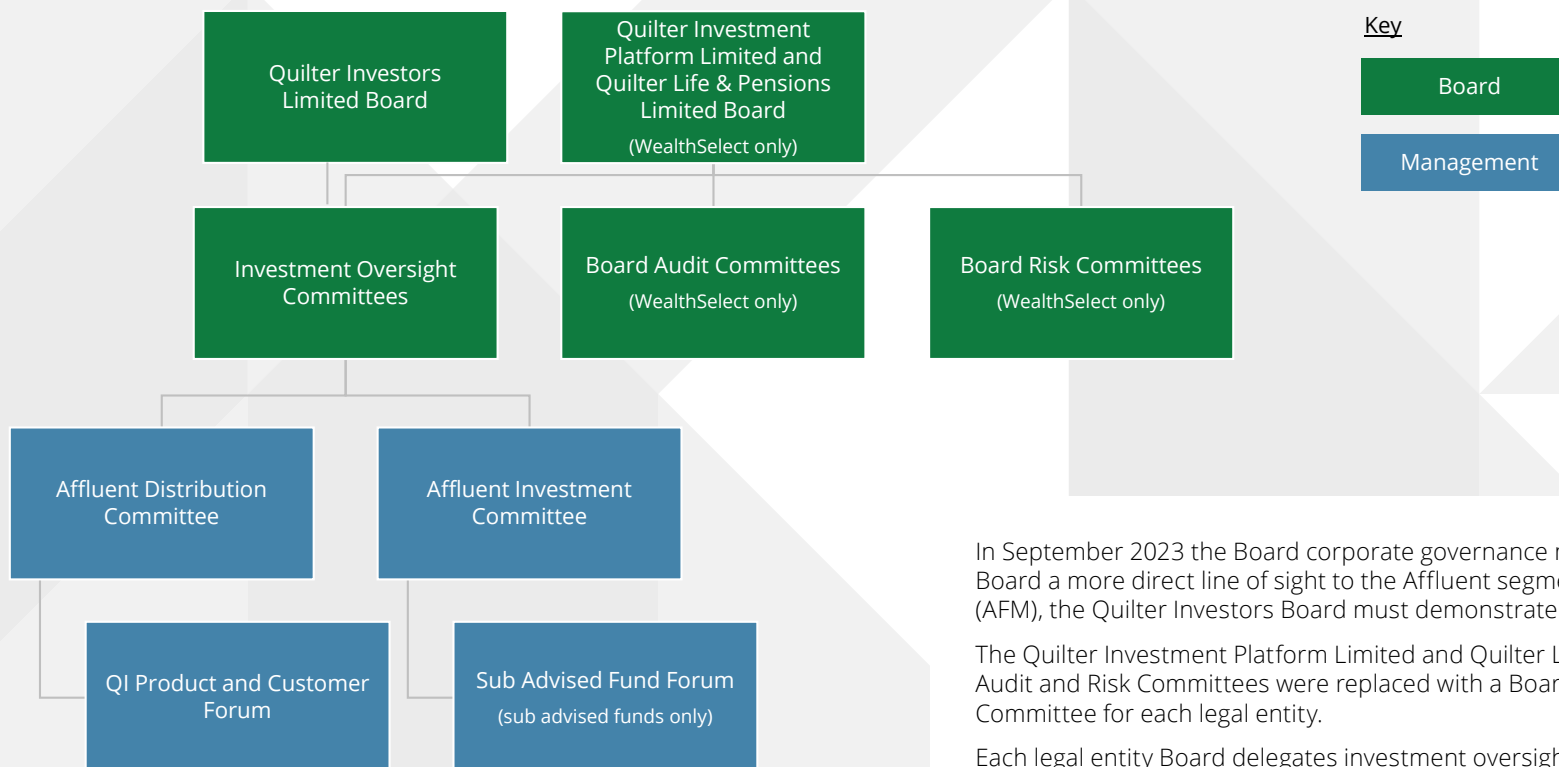 Quilter Investors
Limited Board
Quilter Investment
Platform Limited and
Quilter Life & Pensions
Limited Board
(WealthSelect only)
Key
Board
Management
Investment Oversight
Committees
Board Audit Committees
(WealthSelect only)
Board Risk Committees
(WealthSelect only)
Affluent Distribution
Committee
Affluent Investment
Committee
QI Product and Customer
Forum
Sub Advised Fund Forum
(sub advised funds only)
In September 2023 the Board corporate governance
Board a more direct line of sight to the Affluent
(AFM), the Quilter Investors Board must demonstrate
The Quilter Investment Platform Limited and Quilter
Audit and Risk Committees were replaced with a
Committee for each legal entity.
Each legal entity Board delegates investment